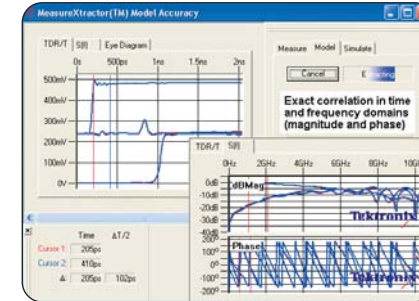 MeasureXtractor(TM) Model Accuracy
TDR/T S(f) Eye Diagram
0s 500ps 1ns 1.5ns 2ns
500mV
400mV
300mV
200mV
100mV
0V
Measure Model Simulate
Cancel
Exact correlation in time
and frequency domains
(magnitude and phase)
TDR/T S(f)
0Hz 2GHz 4GHz 6GHz 8GHz
0dB dBMag
-10dB
-20dB
-30dB
-40dB
Tektronix
200° Phase
100°
0°
-100°
-200°
Tektronix
Time ΔT/2
Cursor 1: 205ps
Cursor 2: 410ps
Δ: 205ps 102ps